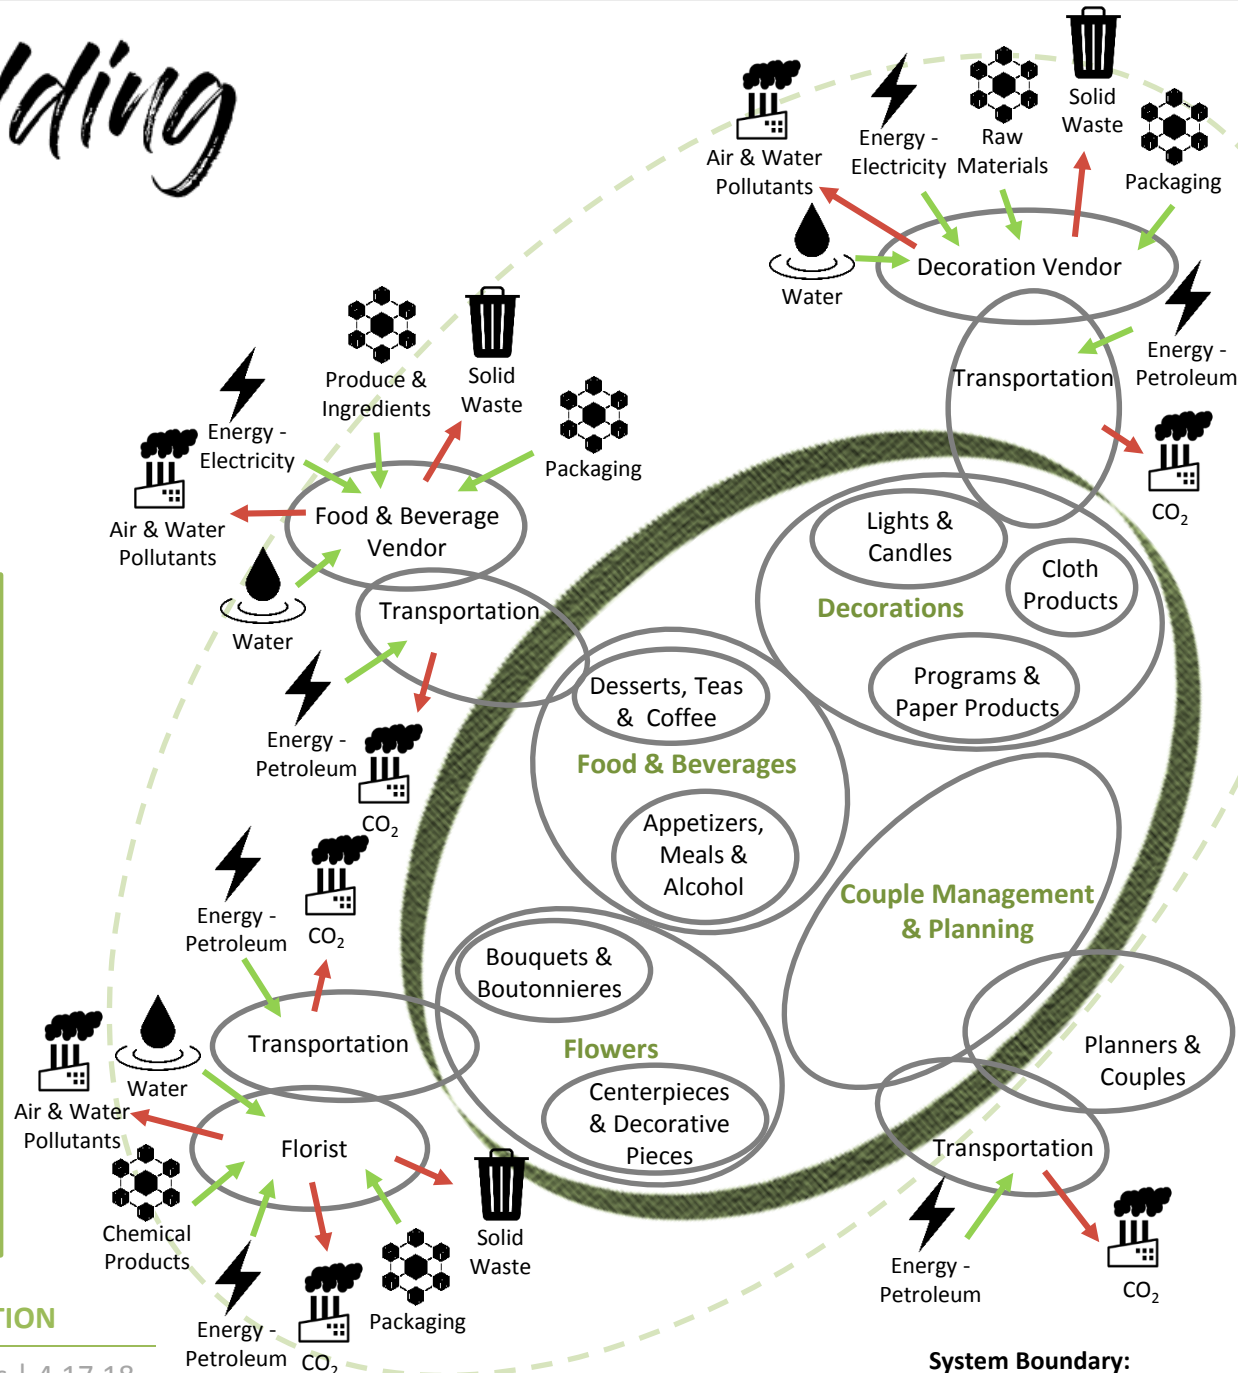 Solid
Waste
Air & Water
Pollutants
Energy -
Electricity
Raw
Materials
Packaging
Water
Decoration Vendor
Energy -
Petroleum
Transportation
CO₂
Produce &
Ingredients
Solid
Waste
Energy -
Electricity
Packaging
Air & Water
Pollutants
Food & Beverage
Vendor
Water
Transportation
Energy -
Petroleum
CO₂
Lights &
Candles
Cloth
Products
Decorations
Programs &
Paper Products
Desserts, Teas
& Coffee
Food & Beverages
Appetizers,
Meals &
Alcohol
Couple Management
& Planning
Energy -
Petroleum
CO₂
Bouquets &
Boutonnieres
Transportation
Flowers
Planners &
Couples
Water
Air & Water
Pollutants
Centerpieces
& Decorative
Pieces
Florist
Transportation
Chemical
Products
Solid
Waste
Energy -
Petroleum
CO₂
Packaging
Energy -
Petroleum
CO₂
TION
4.17.18
System Boundary: